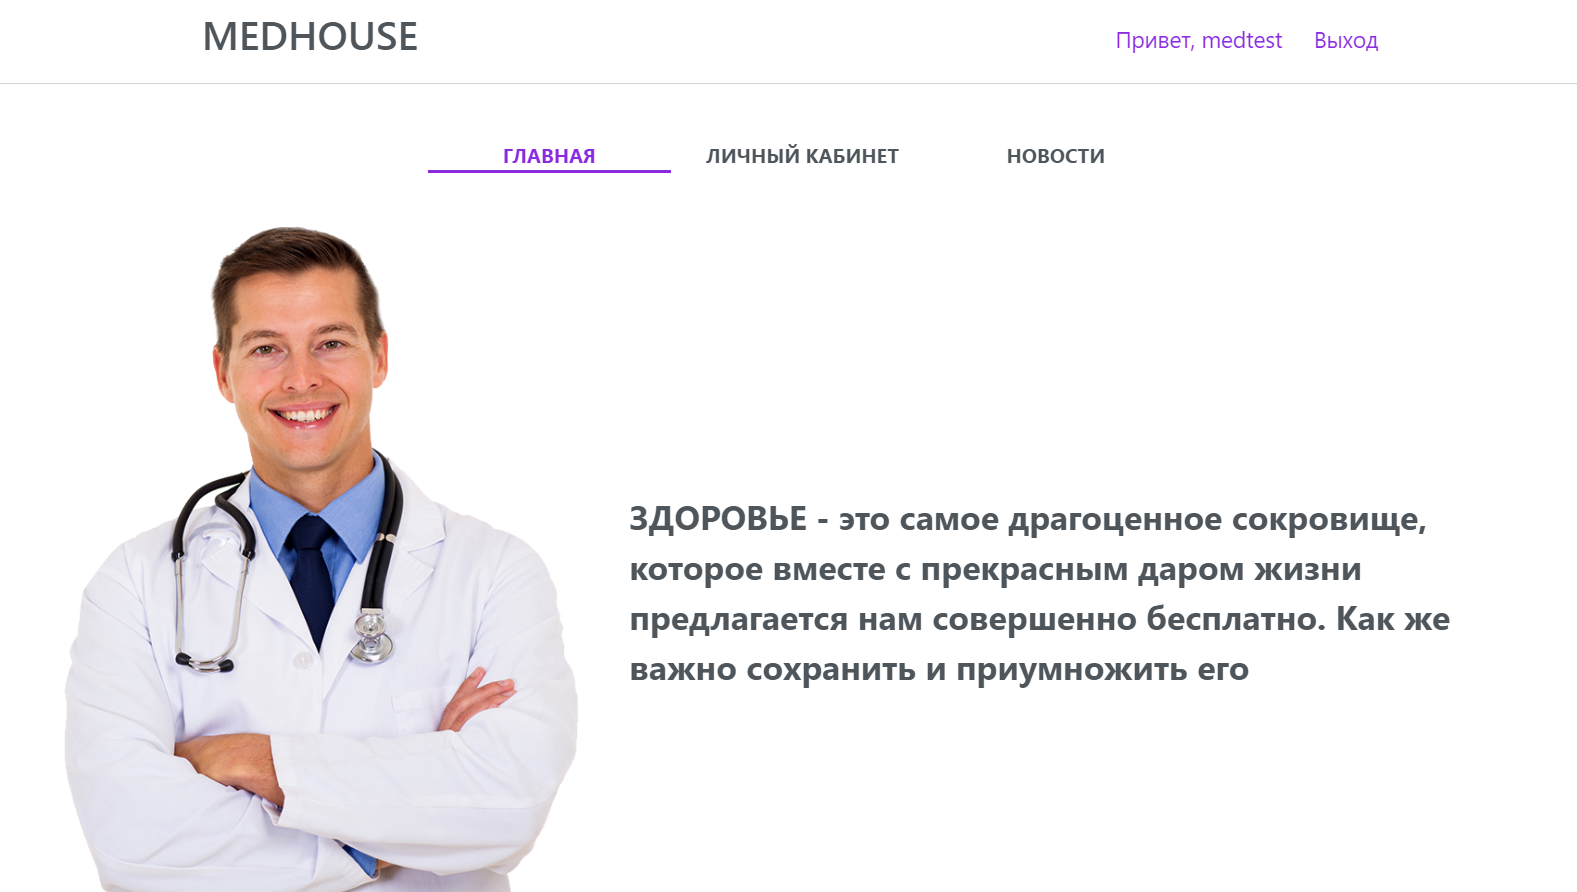 MEDHOUSE
Привет, medtest Выход
ГЛАВНАЯ ЛИЧНЫЙ КАБИНЕТ НОВОСТИ
ЗДОРОВЬЕ - это самое драгоценное сокровище,
которое вместе с прекрасным даром жизни
предлагается нам совершенно бесплатно. Как же
важно сохранить и приумножить его